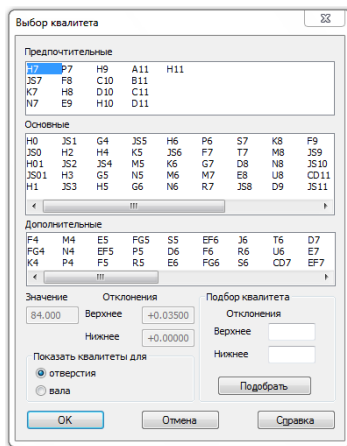 Выбор квалитета
Предпочтительные
H7 P7 H9 A11 H11
JS7 F8 C10 B11
K7 H8 D10 C11
N7 E9 H10 D11
Основные
H0 JS1 G4 JS5 H6 P6 S7 K8 F9
JS0 H2 H4 K5 JS6 F7 T7 M8 JS9
H01 JS2 JS4 M5 K6 G7 D8 N8 JS10
JS01 H3 G5 N5 M6 M7 E8 U8 CD11
H1 JS3 H5 G6 N6 R7 JS8 D9 JS11
Дополнительные
F4 M4 E5 FG5 S5 EF6 J6 T6 D7
FG4 N4 EF5 P5 D6 F6 R6 U6 E7
K4 P4 F5 R5 E6 FG6 S6 CD7 EF7
Значение Отклонения
84.000 Верхнее +0.03500
Нижнее +0.00000
Подбор квалитета
Отклонения
Верхнее
Нижнее
Подобрать
Показать квалитеты для
отверстия
вала
OK Отмена Справка